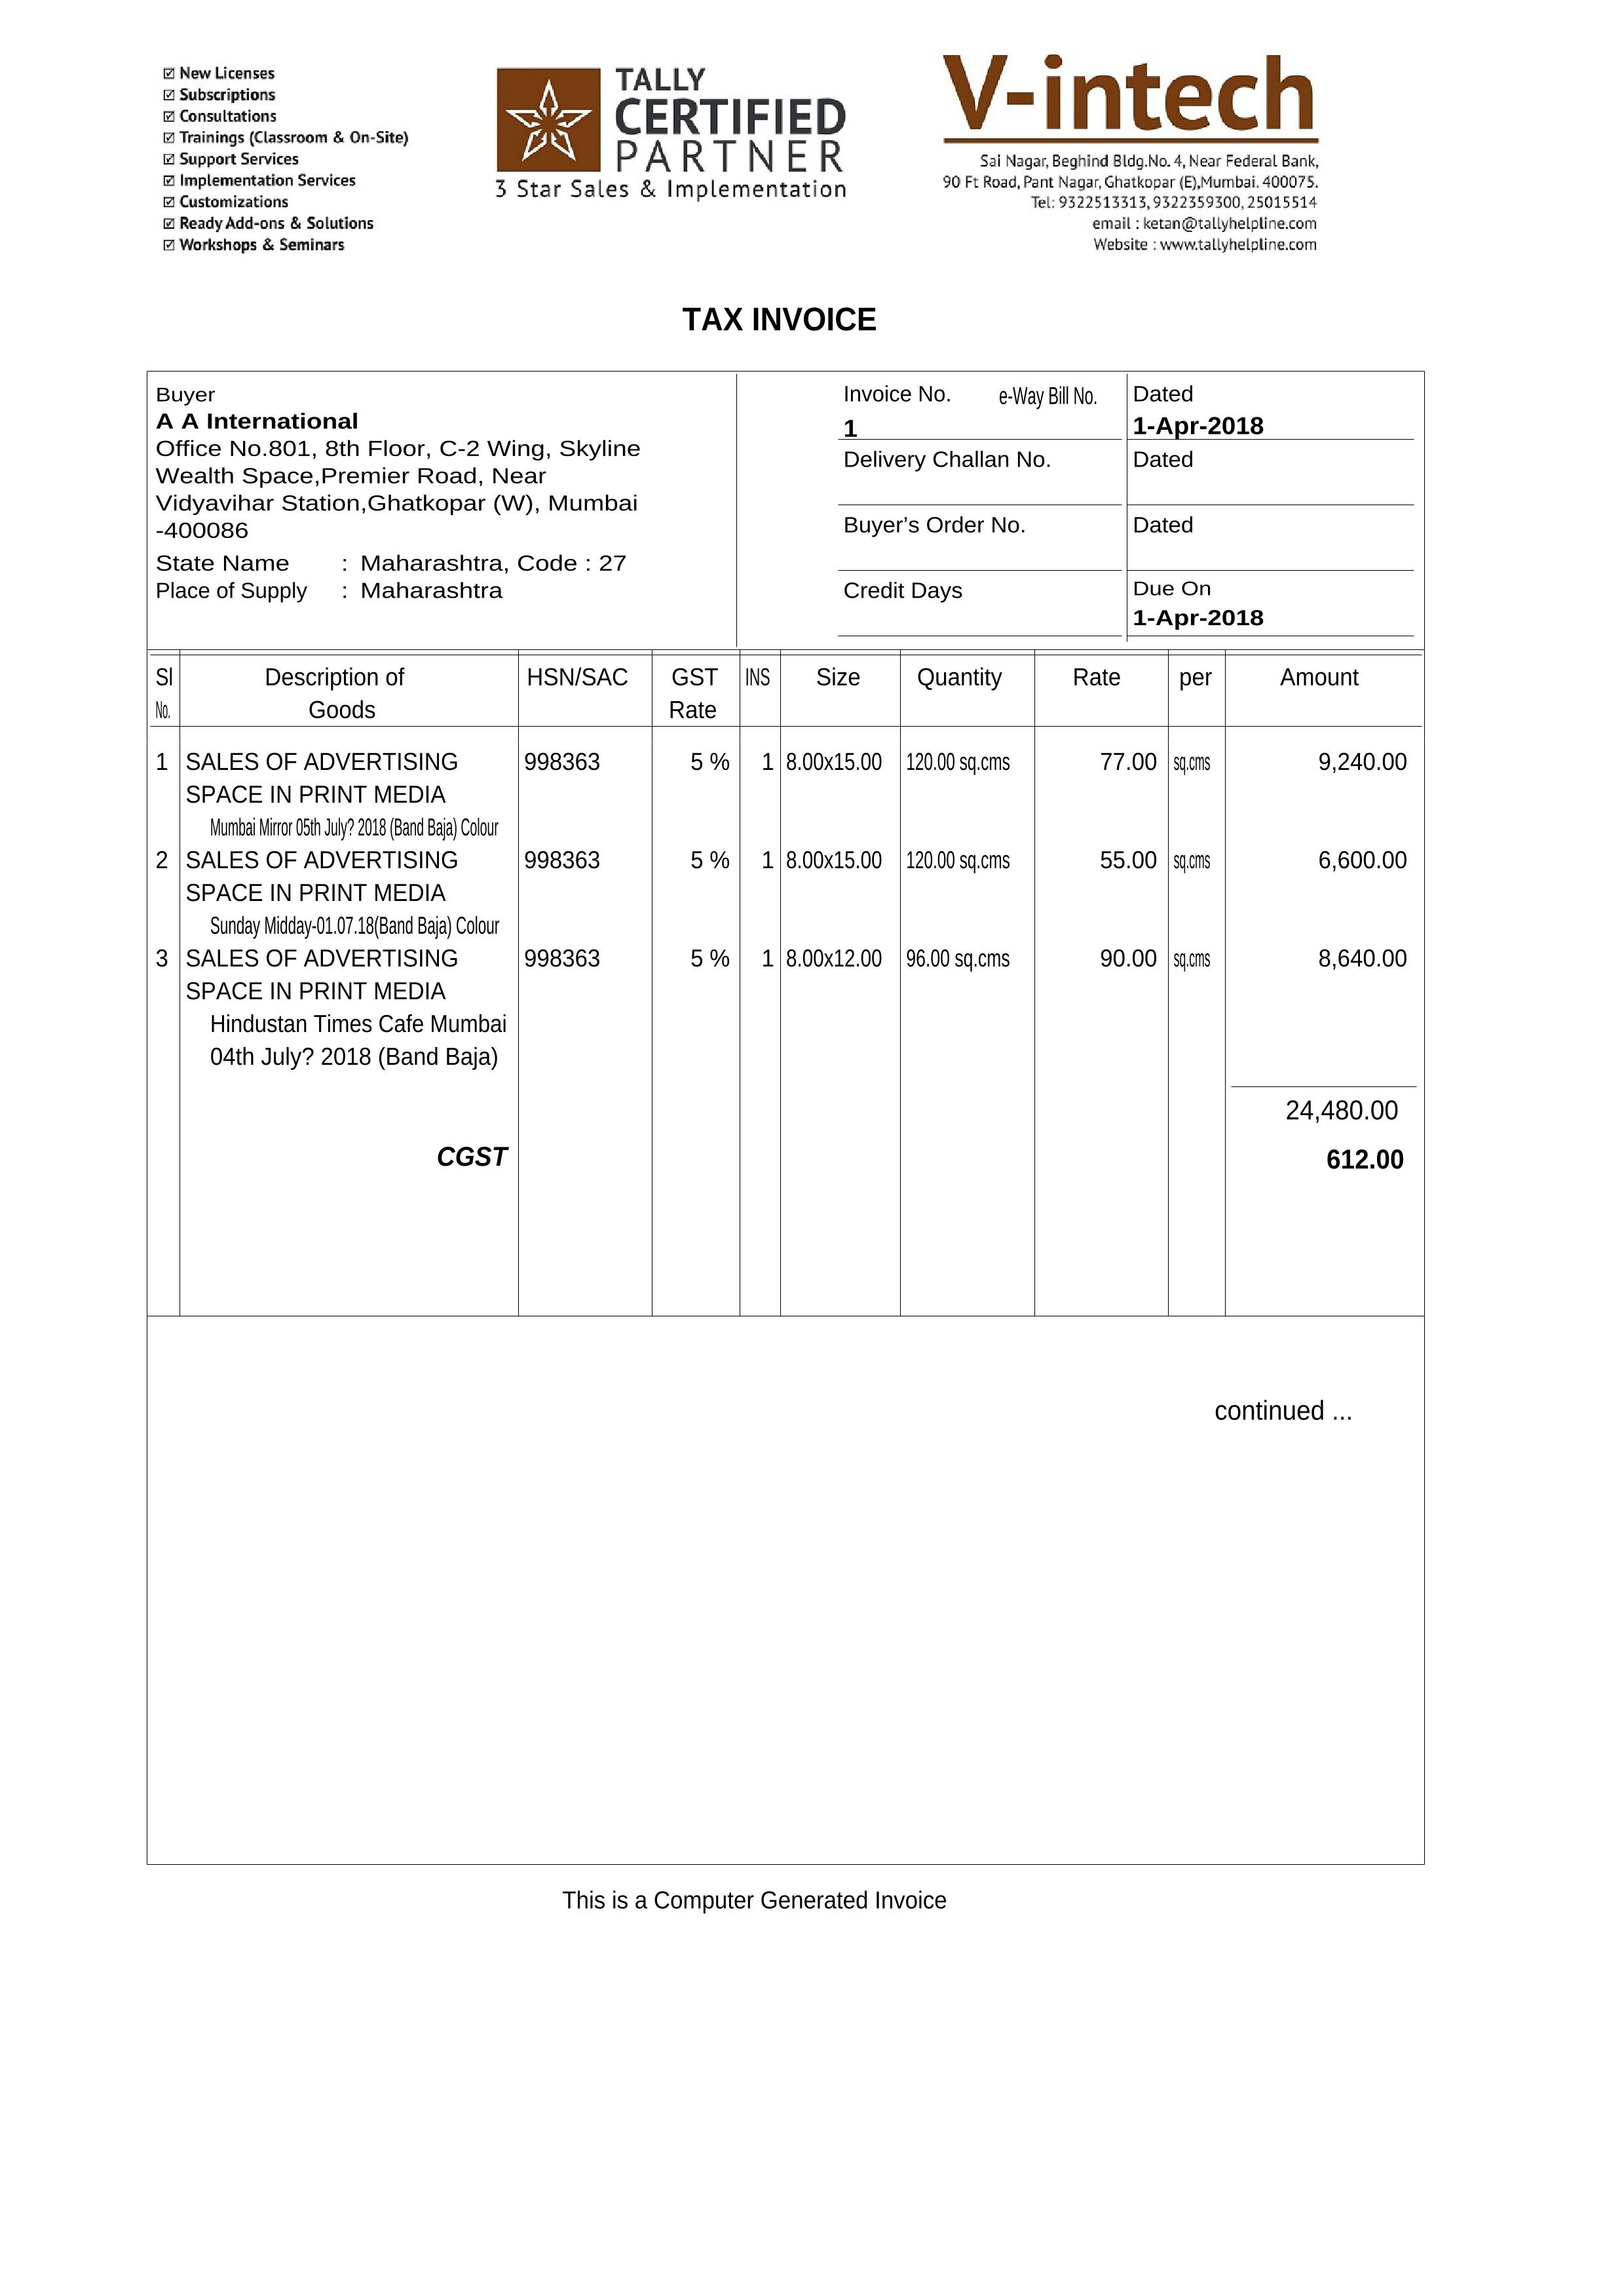 New Licenses
Subscriptions
Consultations
Trainings (Classroom & On-Site)
Support Services
Implementation Services
Customizations
Ready Add-ons & Solutions
Workshops & Seminars
TALLY
CERTIFIED
PARTNER
3 Star Sales & Implementation
V-intech
Sai Nagar, Beghind Bldg.No. 4, Near Federal Bank,
90 Ft Road, Pant Nagar, Ghatkopar (E),Mumbai. 400075.
Tel: 9322513313, 9322359300, 25015514
email : ketan@tallyhelpline.com
Website : www.tallyhelpline.com
TAX INVOICE
Buyer
A A International
Office No.801, 8th Floor, C-2 Wing, Skyline
Wealth Space,Premier Road, Near
Vidyavihar Station,Ghatkopar (W), Mumbai
-400086
State Name : Maharashtra, Code : 27
Place of Supply : Maharashtra
Invoice No. e-Way Bill No. Dated
1 1-Apr-2018
Delivery Challan No. Dated
Buyer’s Order No. Dated
Credit Days Due On
1-Apr-2018
Sl Description of HSN/SAC GST INS Size Quantity Rate per Amount
No. Goods Rate
1 SALES OF ADVERTISING 998363 5 % 1 8.00x15.00 120.00 sq.cms 77.00 sq.cms 9,240.00
SPACE IN PRINT MEDIA
Mumbai Mirror 05th July? 2018 (Band Baja) Colour
2 SALES OF ADVERTISING 998363 5 % 1 8.00x15.00 120.00 sq.cms 55.00 sq.cms 6,600.00
SPACE IN PRINT MEDIA
Sunday Midday-01.07.18(Band Baja) Colour
3 SALES OF ADVERTISING 998363 5 % 1 8.00x12.00 96.00 sq.cms 90.00 sq.cms 8,640.00
SPACE IN PRINT MEDIA
Hindustan Times Cafe Mumbai
04th July? 2018 (Band Baja)
24,480.00
CGST 612.00
continued ...
This is a Computer Generated Invoice